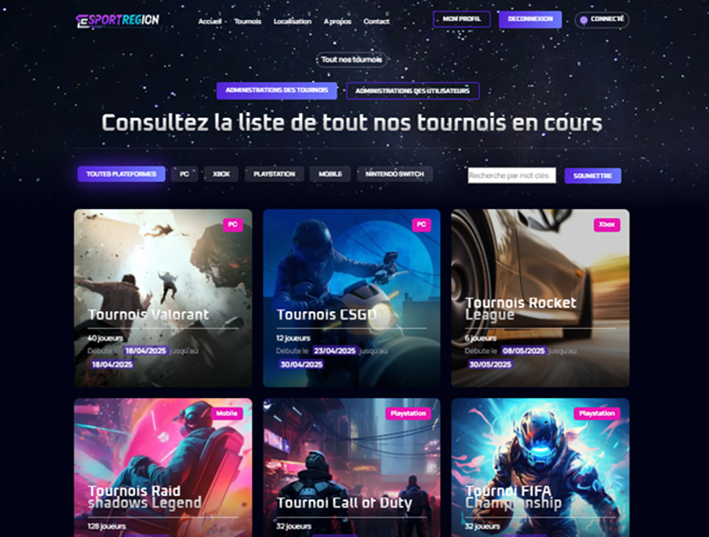 ESPORTREGION
Accueil Tournois Localisation A propos Contact
MON PROFIL DECONNEXION CONNECTÉ
Tout nos tournois
ADMINISTRATIONS DES TOURNOIS ADMINISTRATIONS DES UTILISATEURS
Consultez la liste de tout nos tournois en cours
TOUTES PLATEFORMES PC XBOX PLAYSTATION MOBILE NINTENDO SWITCH Recherche par mot clés SOUMETTRE
PC
Tournois Valorant
40 joueurs
Débute le 18/04/2025 jusqu'au
18/04/2025
PC
Tournois CSGO
12 joueurs
Débute le 23/04/2025 jusqu'au
30/04/2025
Xbox
Tournois Rocket
League
6 joueurs
Débute le 08/05/2025 jusqu'au
30/05/2025
Mobile
Tournois Raid
shadows Legend
128 joueurs
Playstation
Tournoi Call of Duty
32 joueurs
Playstation
Tournoi FIFA
Championship
32 joueurs